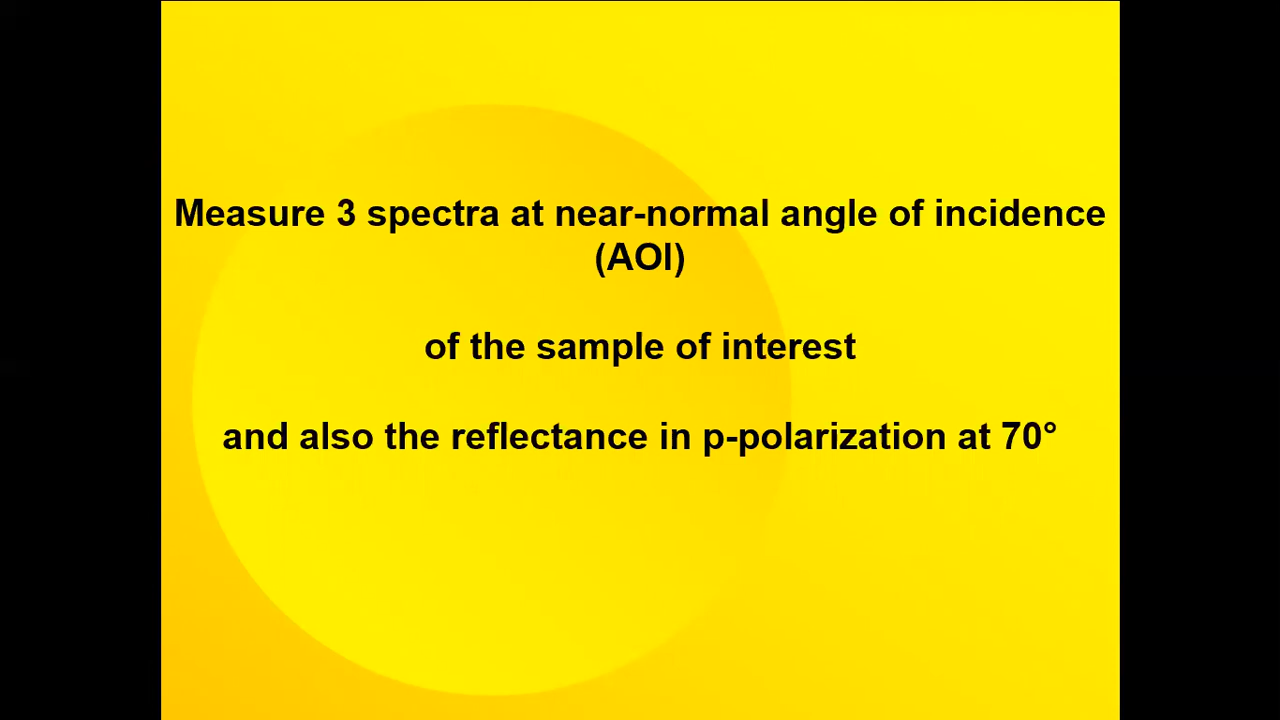 Measure 3 spectra at near-normal angle of incidence
(AOI)
of the sample of interest
and also the reflectance in p-polarization at 70°